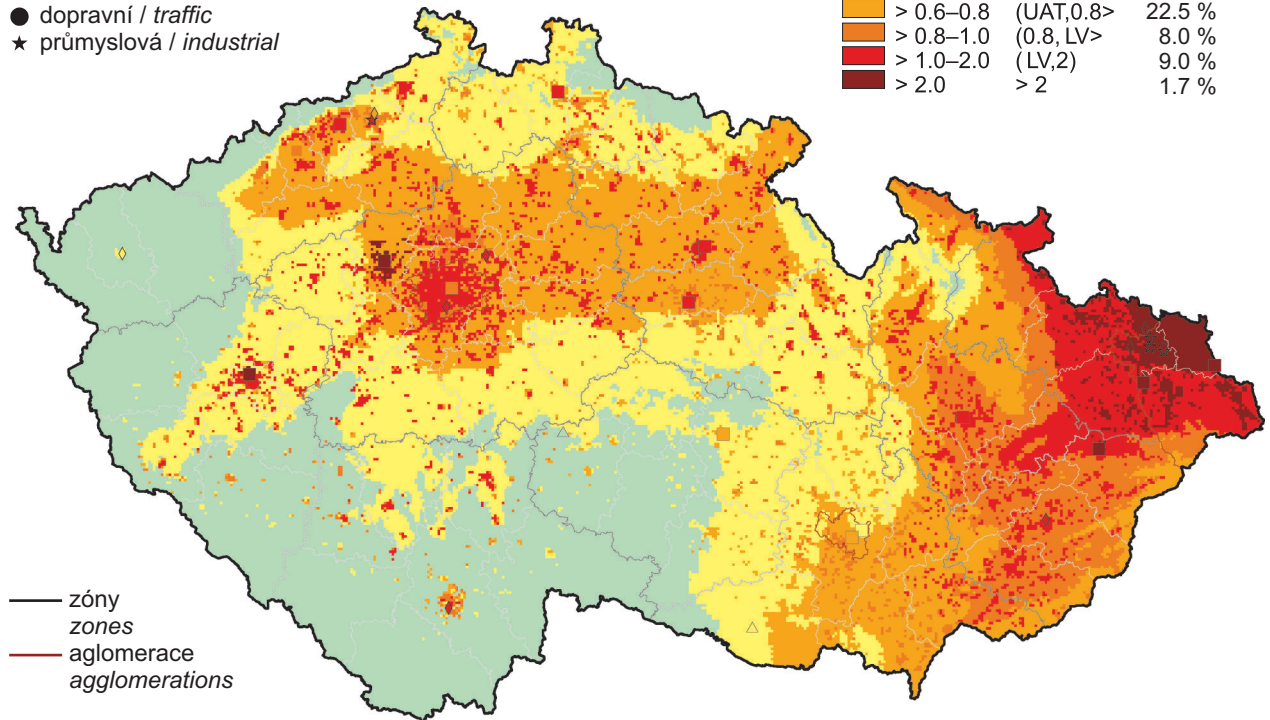 dopravní / traffic
průmyslová / industrial
> 0.6–0.8 (UAT,0.8> 22.5 %
> 0.8–1.0 (0.8, LV> 8.0 %
> 1.0–2.0 ( LV,2) 9.0 %
> 2.0 > 2 1.7 %
zóny
zones
aglomerace
agglomerations